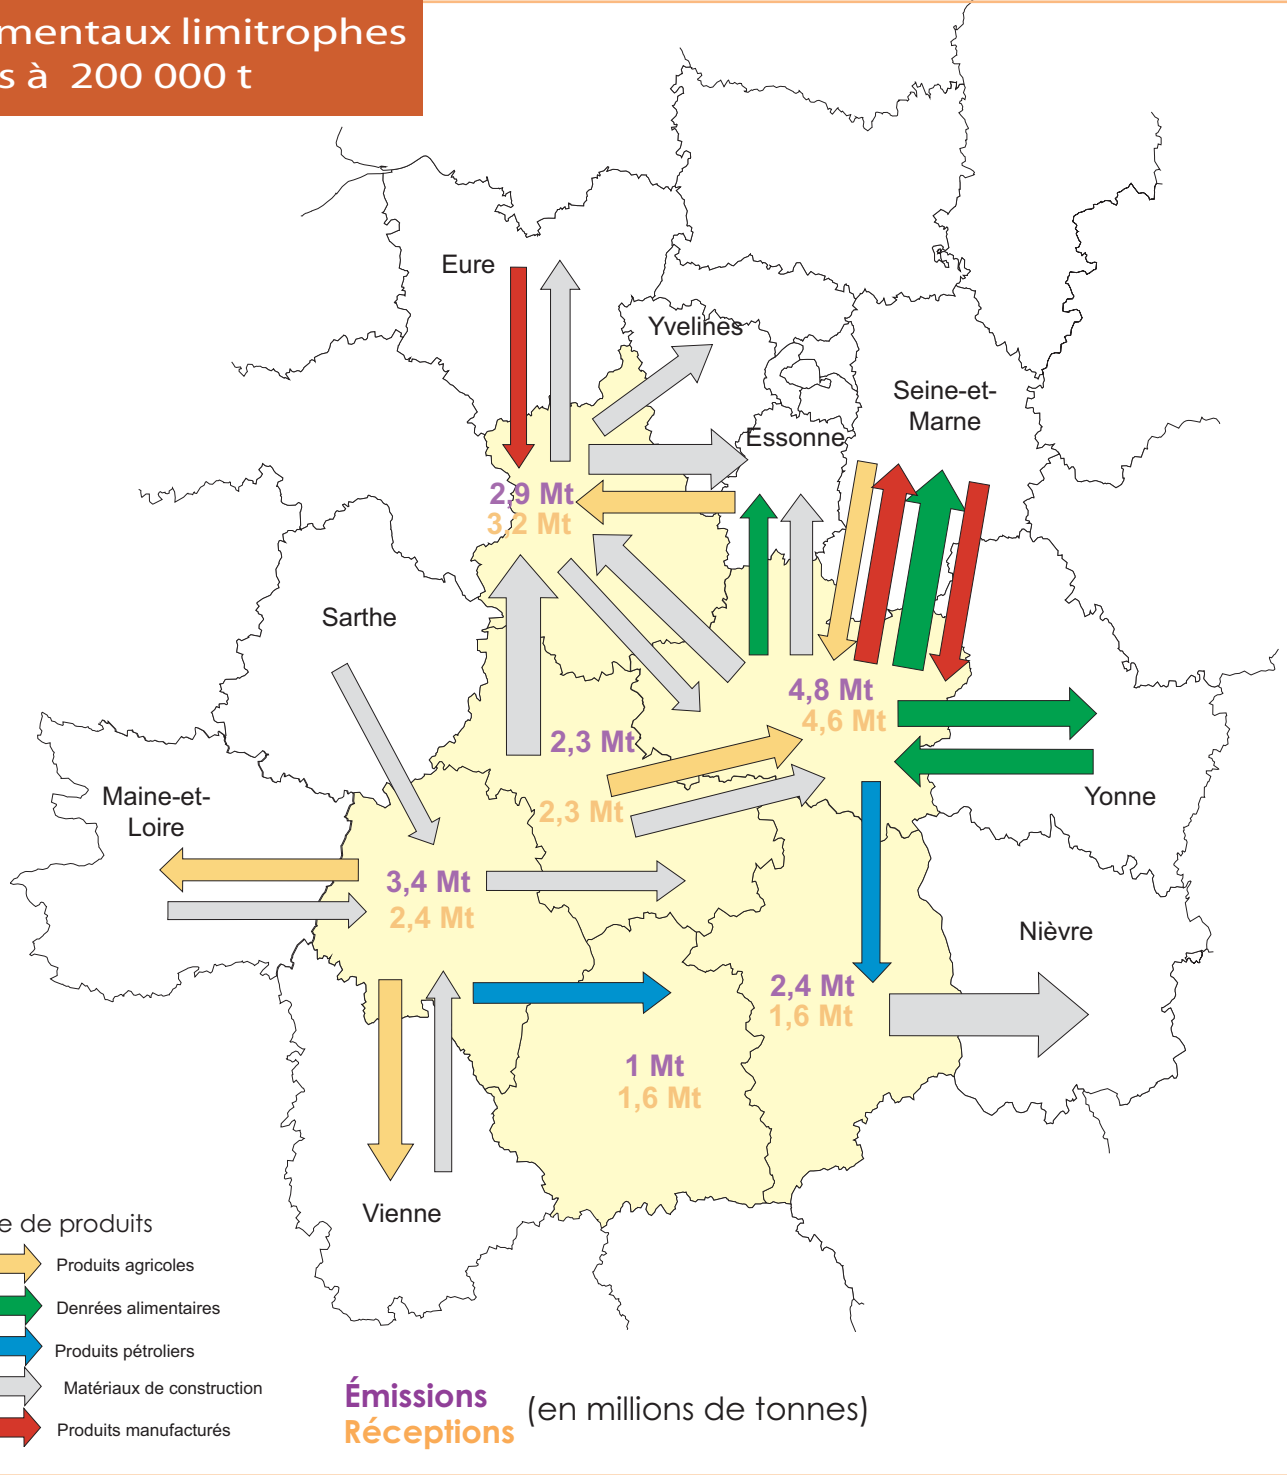 mentaux limitrophes
s à 200 000 t
Eure
Yvelines
Seine-et-
Marne
Essonne
2,9 Mt
3,2 Mt
Sarthe
4,8 Mt
4,6 Mt
2,3 Mt
2,3 Mt
Maine-et-
Loire
Yonne
3,4 Mt
2,4 Mt
Nièvre
2,4 Mt
1,6 Mt
1 Mt
1,6 Mt
Vienne
e de produits
Produits agricoles
Denrées alimentaires
Produits pétroliers
Matériaux de construction
Produits manufacturés
Émissions
Réceptions
(en millions de tonnes)